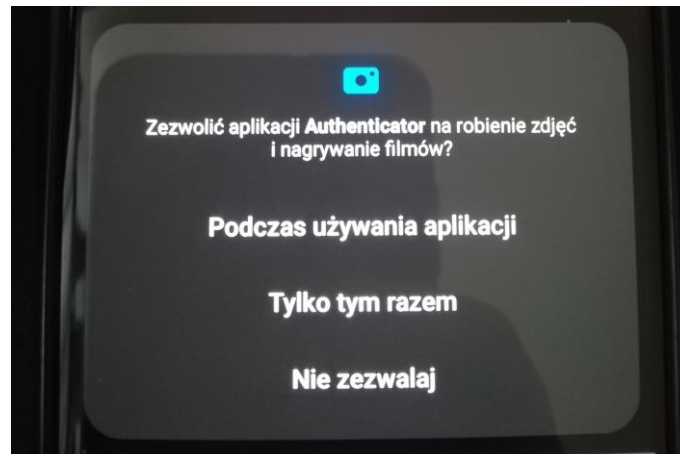 Zezwolić aplikacji Authenticator na robienie zdjęć
i nagrywanie filmów?
Podczas używania aplikacji
Tylko tym razem
Nie zezwalaj